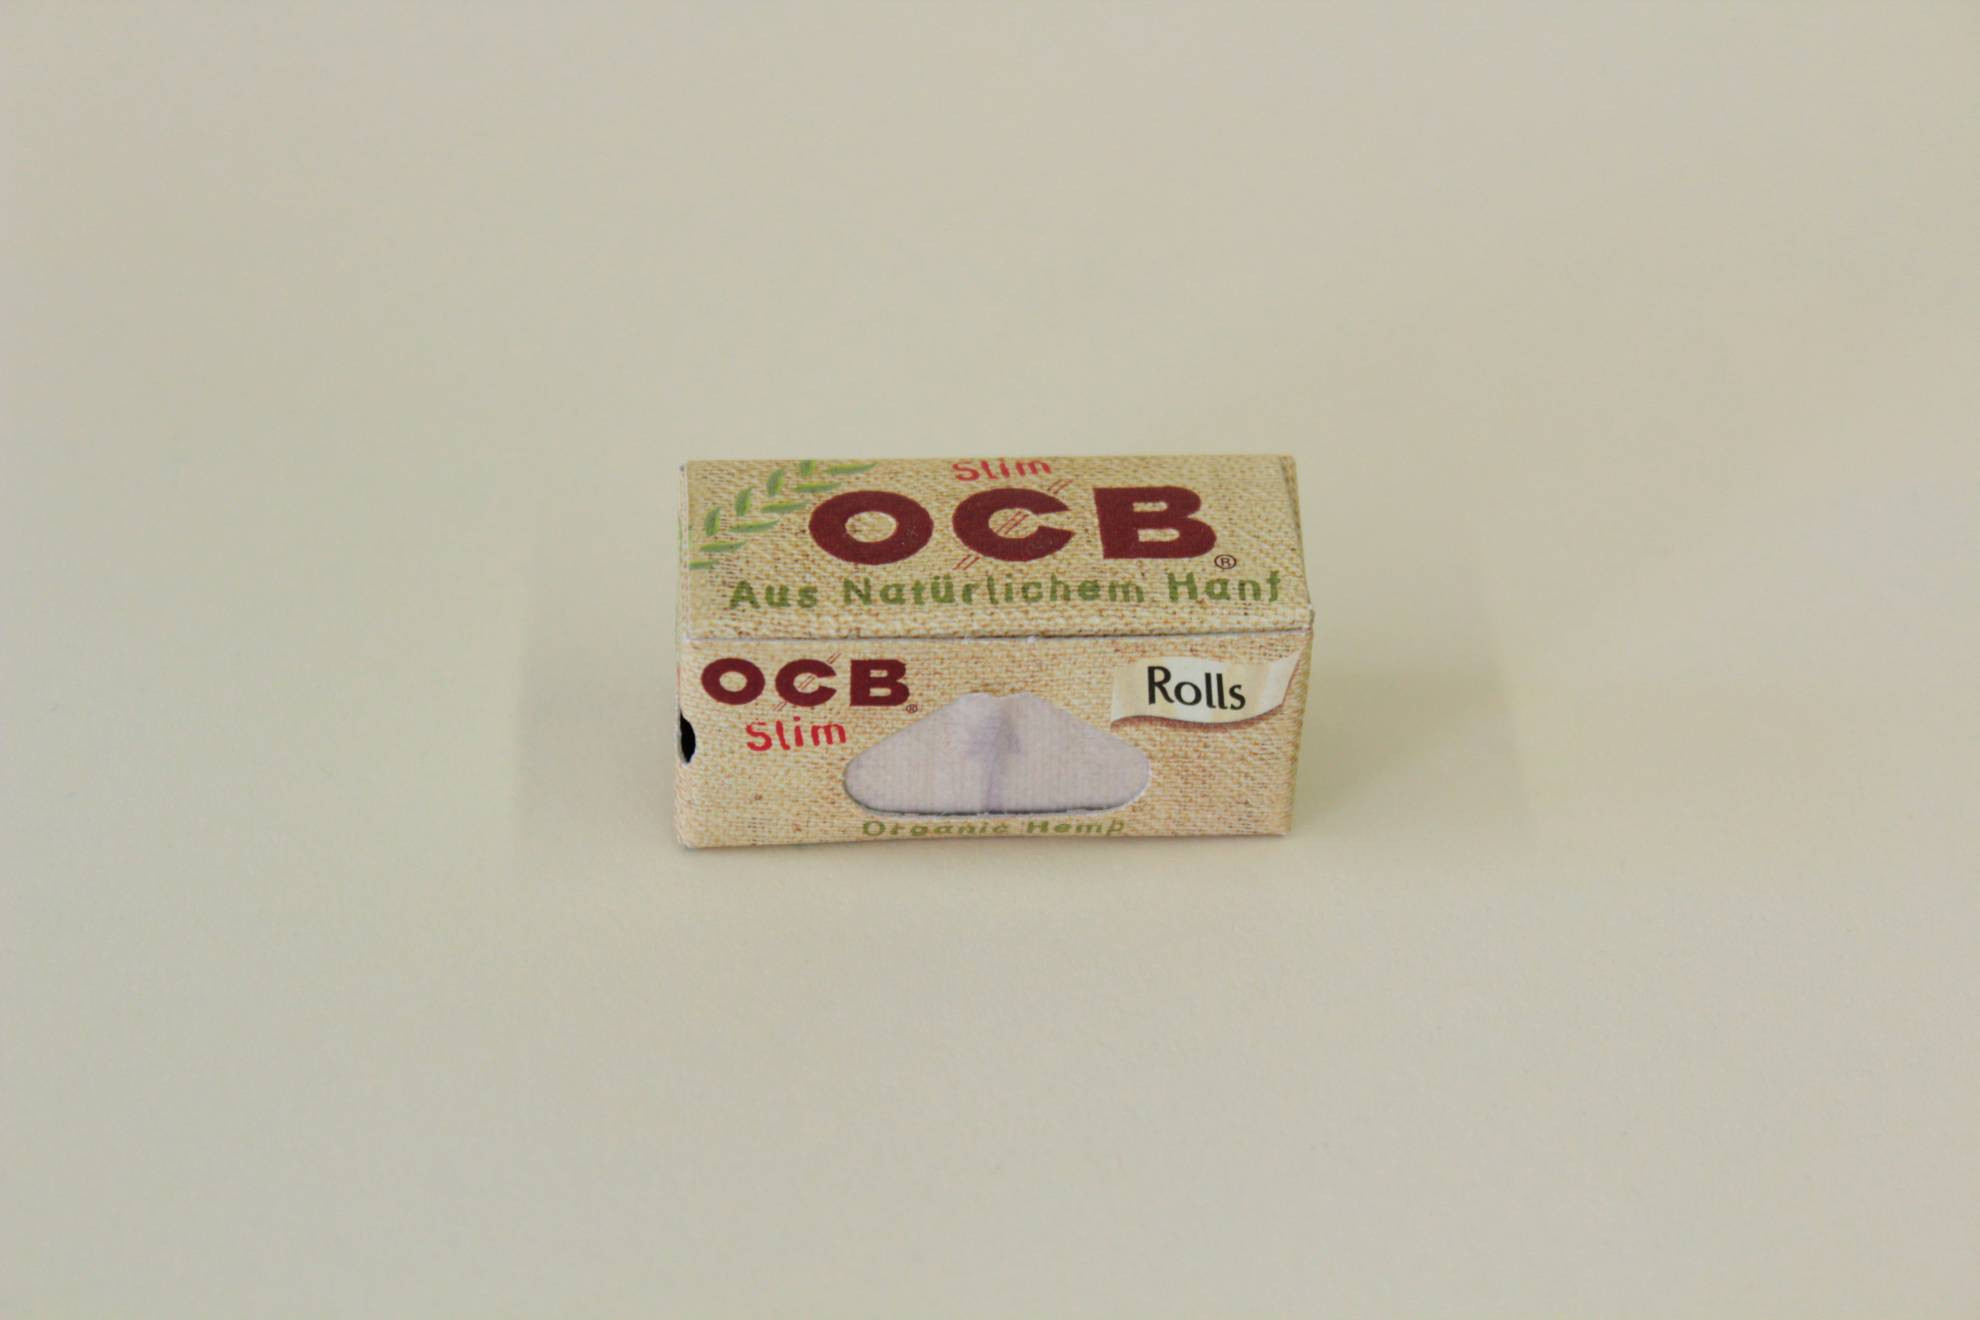 Slim
OCB®
Aus Natürlichem Hanf
OCB®
Slim
Rolls
Organic Hemp